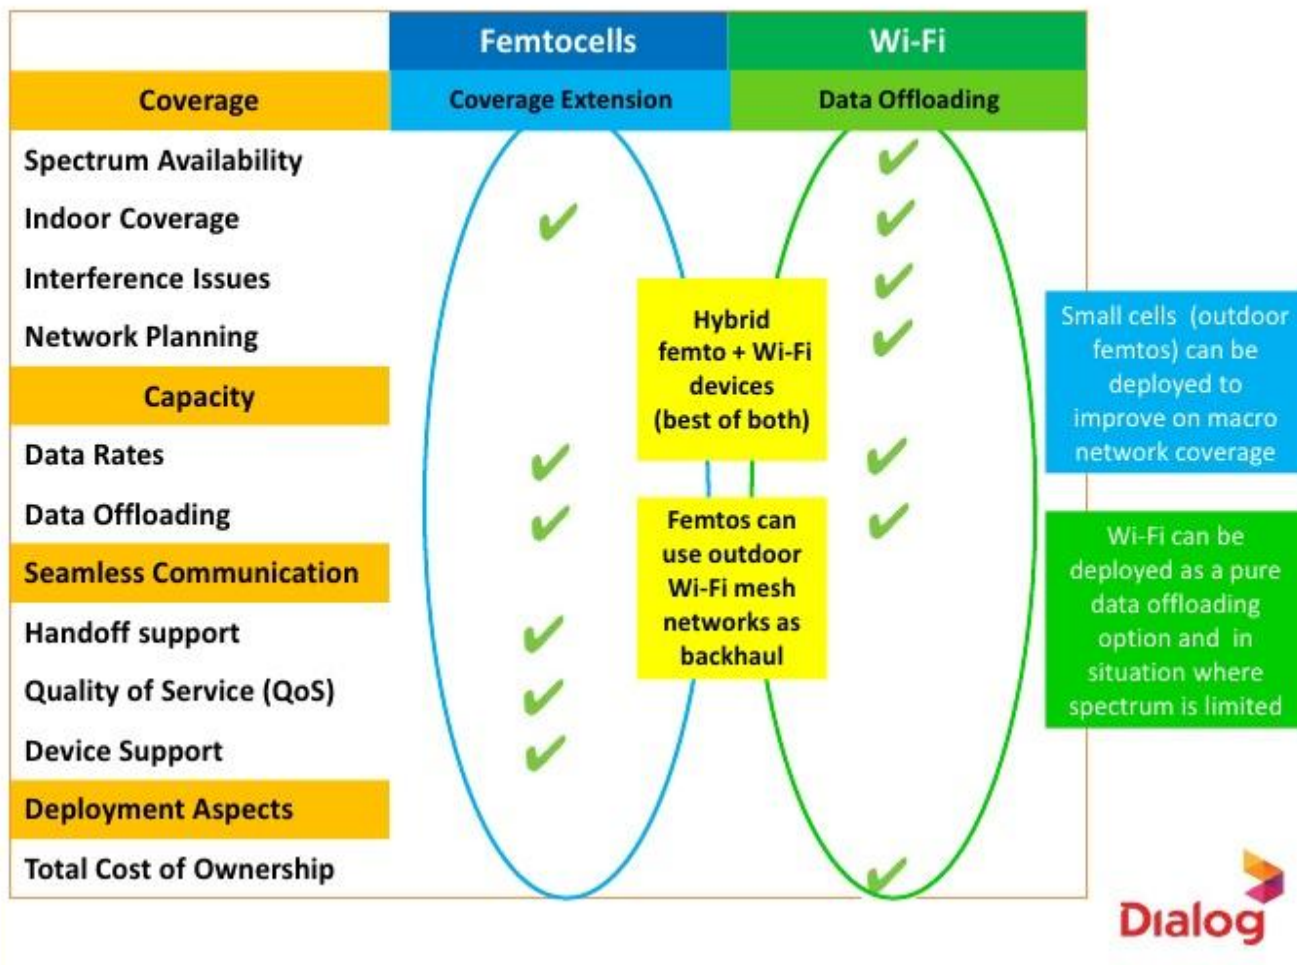 Femtocells Wi-Fi
Coverage Coverage Extension Data Offloading
Spectrum Availability ✔
Indoor Coverage ✔ ✔
Interference Issues ✔
Network Planning ✔
Capacity
Data Rates ✔ ✔
Data Offloading ✔ ✔
Seamless Communication
Handoff support ✔
Quality of Service (QoS) ✔
Device Support ✔
Deployment Aspects
Total Cost of Ownership ✔
Hybrid
femto + Wi-Fi
devices
(best of both)
Femtos can
use outdoor
Wi-Fi mesh
networks as
backhaul
Small cells (outdoor
femtos) can be
deployed to
improve on macro
network coverage
Wi-Fi can be
deployed as a pure
data offloading
option and in
situation where
spectrum is limited
Dialog